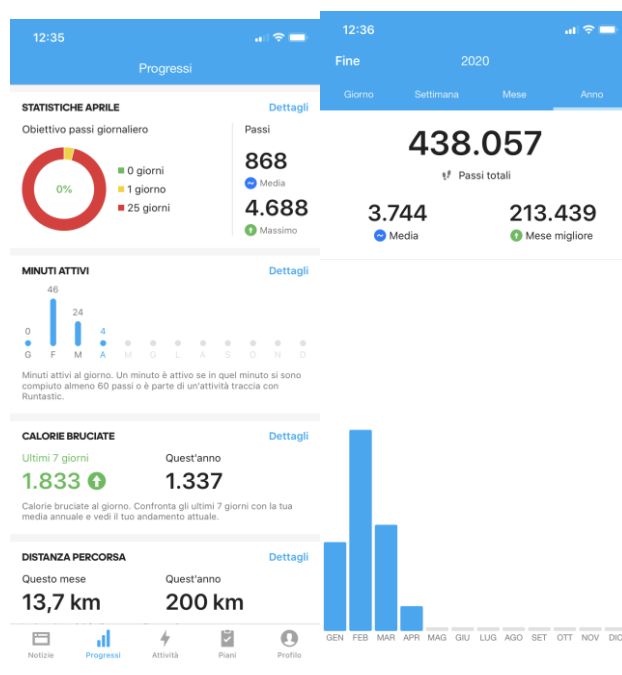 12:35
Progressi
STATISTICHE APRILE
Dettagli
Obiettivo passi giornaliero
0%
0 giorni
1 giorno
25 giorni
Passi
868
Media
4.688
Massimo
MINUTI ATTIVI
Dettagli
0 46 24 4
G F M A M G L A S O N D
Minuti attivi al giorno. Un minuto è attivo se in quel minuto si sono
compiuto almeno 60 passi o è parte di un'attività traccia con
Runtastic.
CALORIE BRUCIATE
Dettagli
Ultimi 7 giorni
1.833
Quest'anno
1.337
Calorie bruciate al giorno. Confronta gli ultimi 7 giorni con la tua
media annuale e vedi il tuo andamento attuale.
DISTANZA PERCORSA
Dettagli
Questo mese
13,7 km
Quest'anno
200 km
Notizie
Progressi
Attività
Piani
Profilo
12:36
Fine
2020
Giorno
Settimana
Mese
Anno
438.057
Passi totali
3.744
Media
213.439
Mese migliore
GEN FEB MAR APR MAG GIU LUG AGO SET OTT NOV DIC